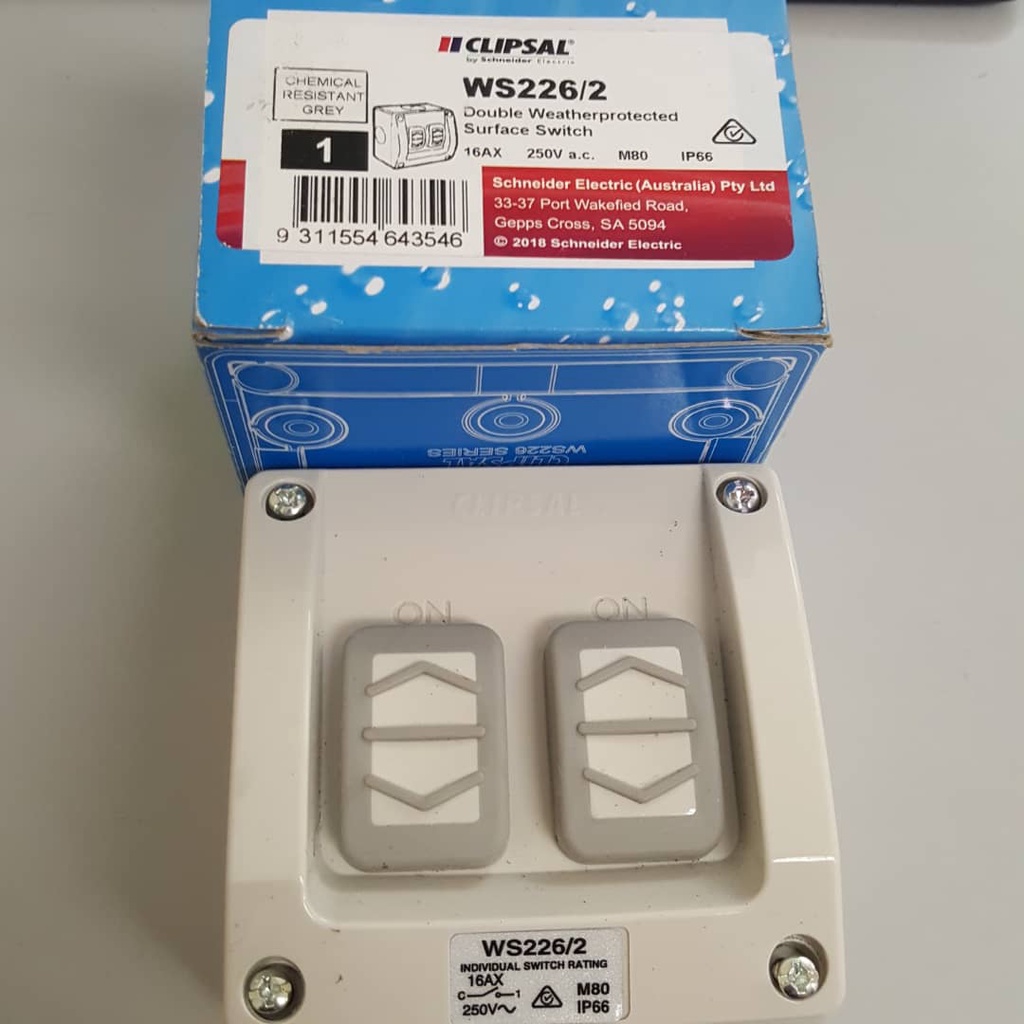 CLIPSAL®
by Schneider Electric
CHEMICAL
RESISTANT
GREY
1
WS226/2
Double Weatherprotected
Surface Switch
16AX 250V a.c. M80 IP66
9 311554 643546
Schneider Electric (Australia) Pty Ltd
33-37 Port Wakefied Road,
Gepps Cross, SA 5094
© 2018 Schneider Electric
WS226 SERIES
CLIPSAL
CLIPSAL
ON ON
WS226/2
INDIVIDUAL SWITCH RATING
16AX
C 1
250V~
M80
IP66